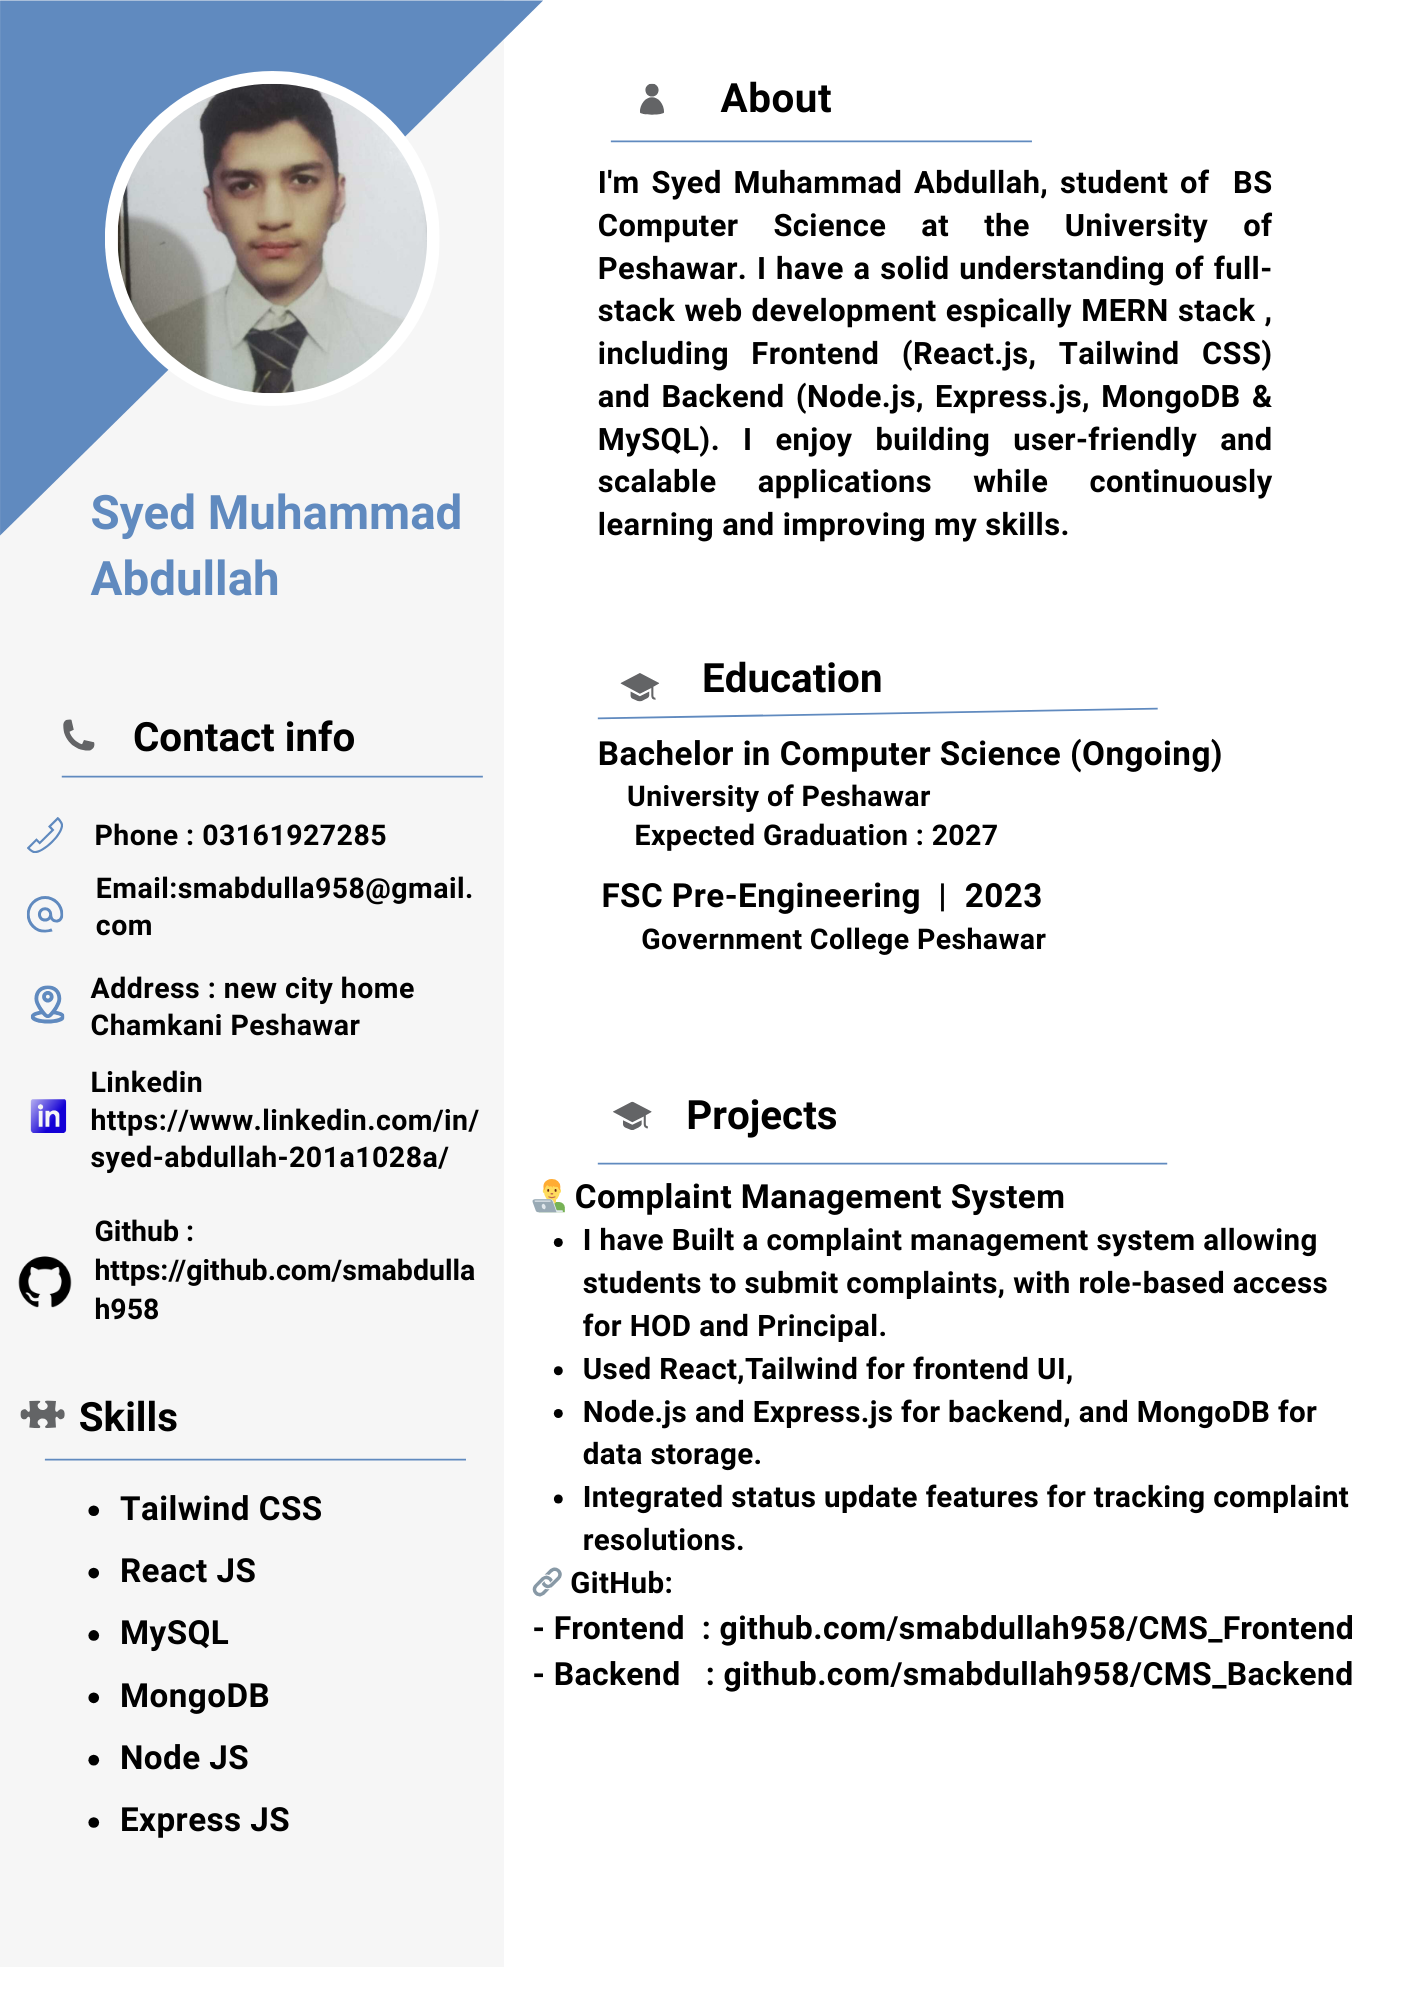 Syed Muhammad
Abdullah
Contact info
Phone : 03161927285
Email:smabdulla958@gmail.
com
Address : new city home
Chamkani Peshawar
Linkedin
https://www.linkedin.com/in/
syed-abdullah-201a1028a/
Github :
https://github.com/smabdulla
h958
Skills
• Tailwind CSS
• React JS
• MySQL
• MongoDB
• Node JS
• Express JS
About
I'm Syed Muhammad Abdullah, student of BS
Computer Science at the University of
Peshawar. I have a solid understanding of full-
stack web development espically MERN stack ,
including Frontend (React.js, Tailwind CSS)
and Backend (Node.js, Express.js, MongoDB &
MySQL). I enjoy building user-friendly and
scalable applications while continuously
learning and improving my skills.
Education
Bachelor in Computer Science (Ongoing)
University of Peshawar
Expected Graduation : 2027
FSC Pre-Engineering | 2023
Government College Peshawar
Projects
Complaint Management System
• I have Built a complaint management system allowing
students to submit complaints, with role-based access
for HOD and Principal.
• Used React,Tailwind for frontend UI,
• Node.js and Express.js for backend, and MongoDB for
data storage.
• Integrated status update features for tracking complaint
resolutions.
GitHub:
- Frontend : github.com/smabdullah958/CMS_Frontend
- Backend : github.com/smabdullah958/CMS_Backend